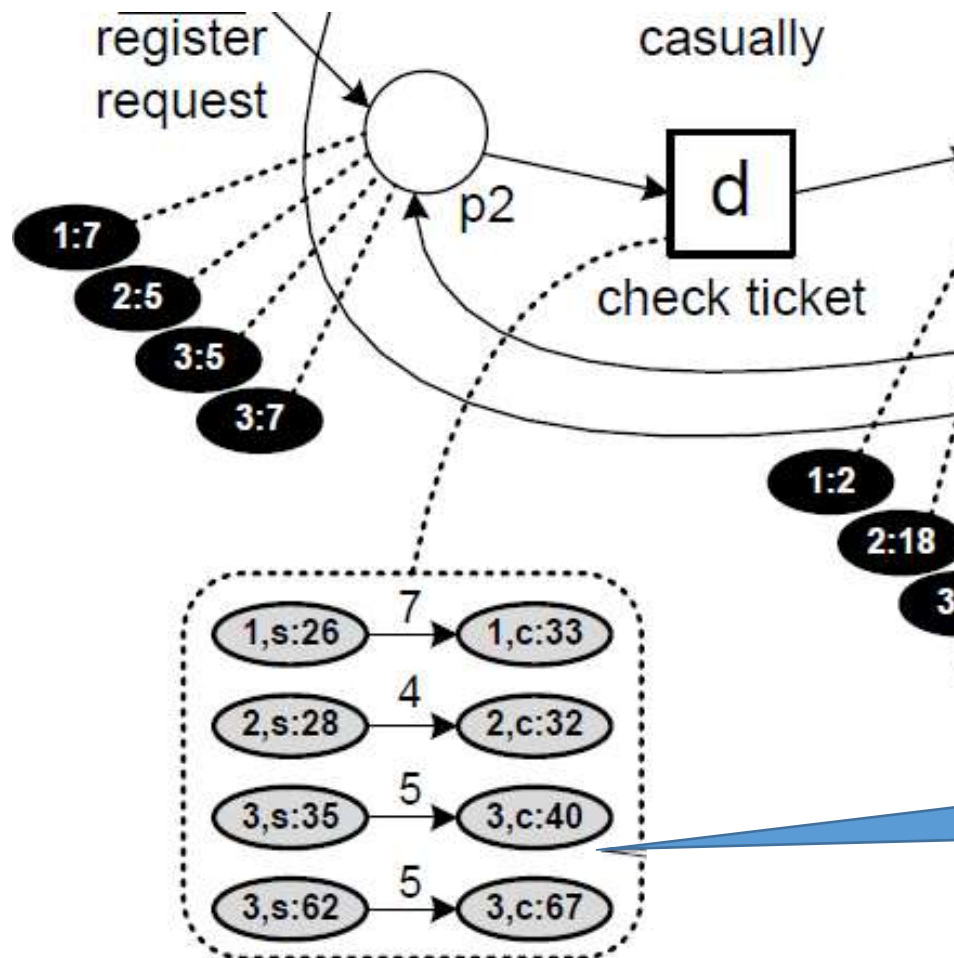 register
request
casually
p2
d
check ticket
1:7
2:5
3:5
3:7
1:2
2:18
3
7
1,s:26 1,c:33
4
2,s:28 2,c:32
5
3,s:35 3,c:40
5
3,s:62 3,c:67